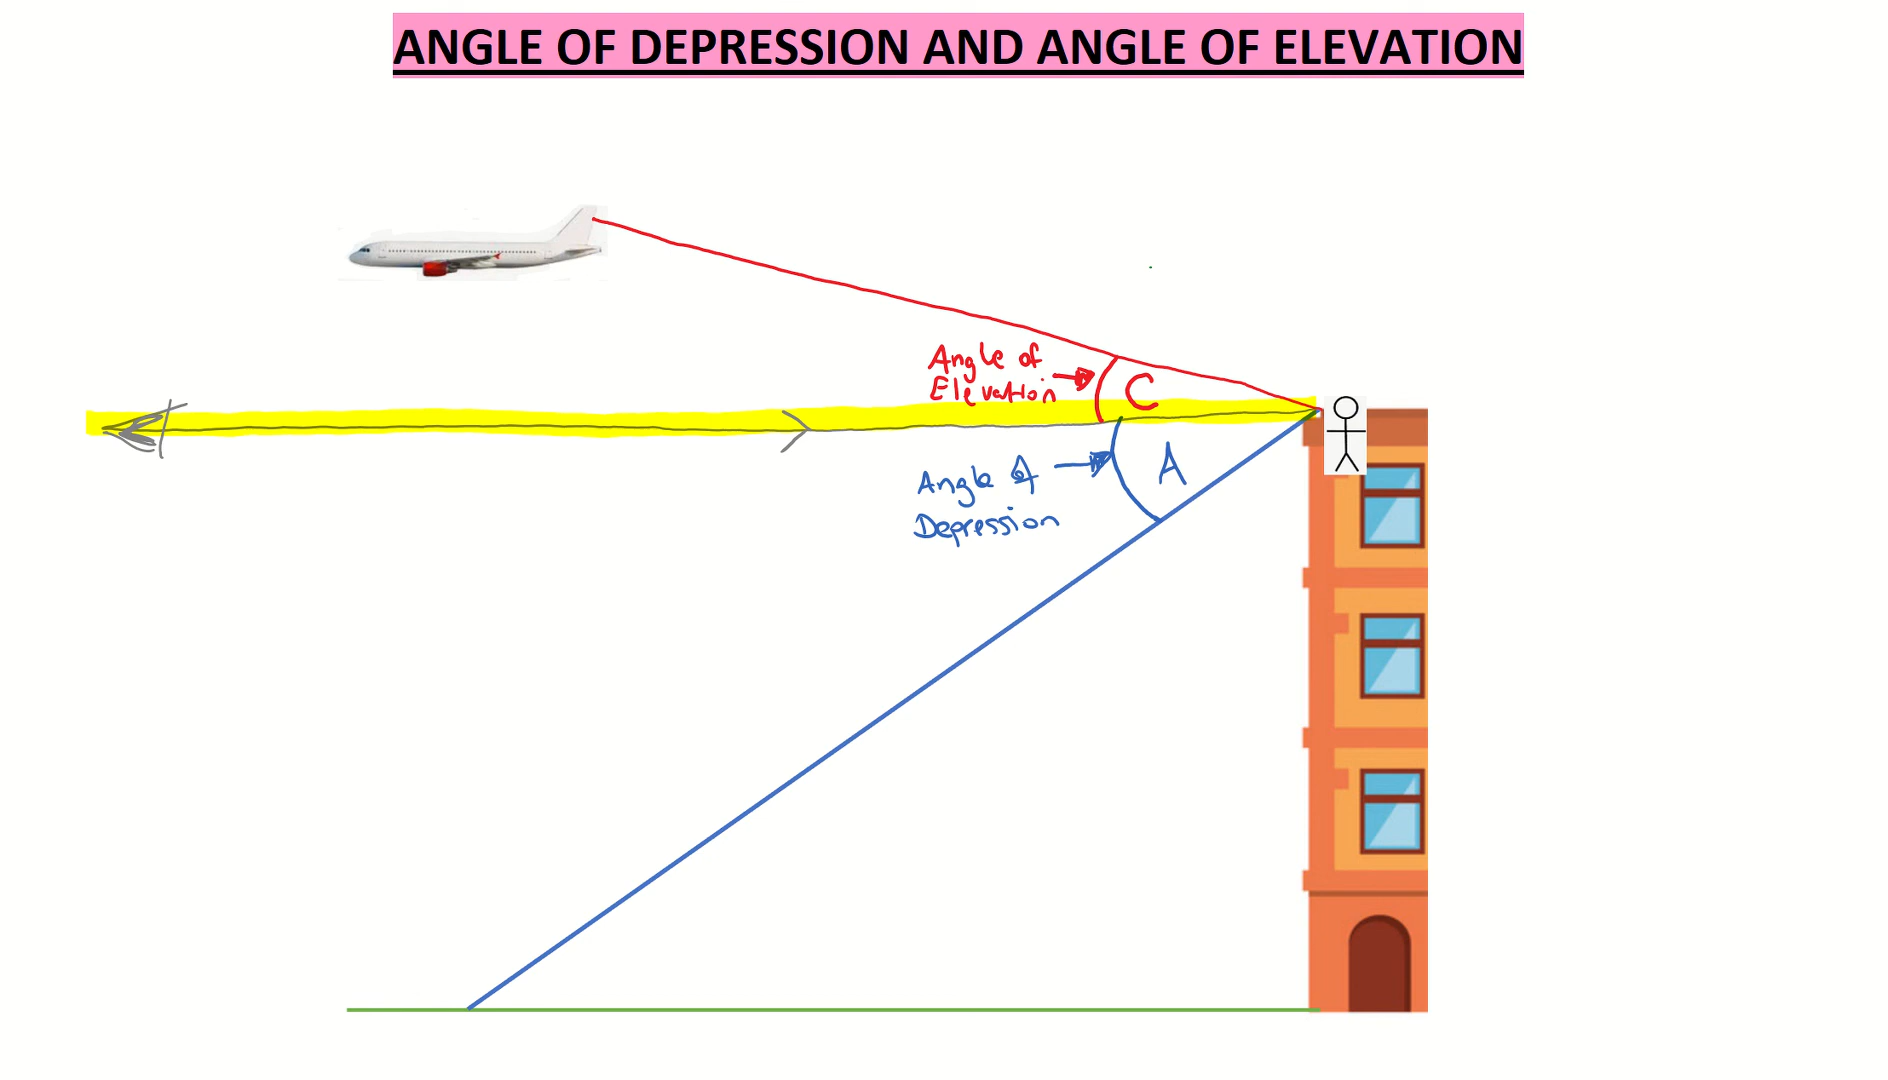 ANGLE OF DEPRESSION AND ANGLE OF ELEVATION
Angle of
Elevation
C
Angle of
Depression
A